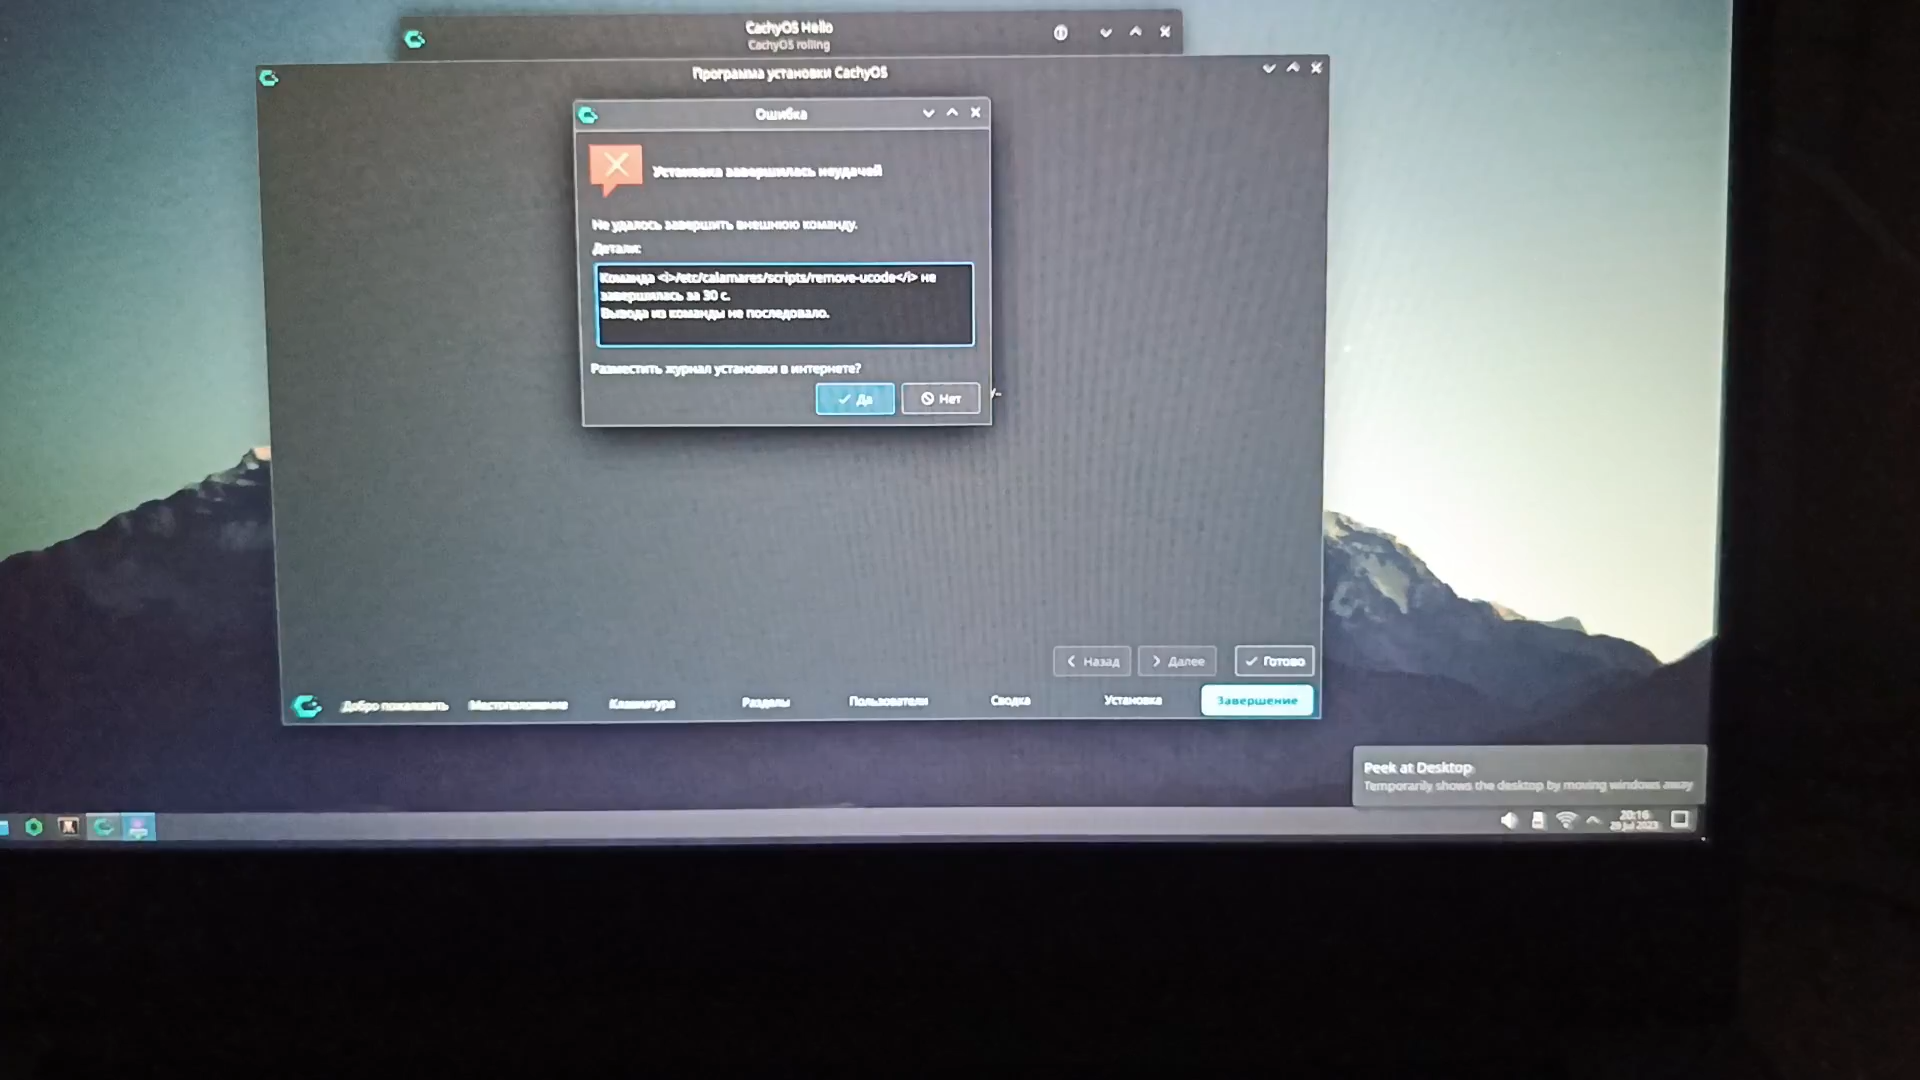 CachyOS Hello
CachyOS rolling
Программа установки CachyOS
Ошибка
Установка завершилась неудачей
Не удалось завершить внешнюю команду.
Детали:
Команда <i>/etc/calamares/scripts/remove-ucode</i> не
завершилась за 30 с.
Вывода из команды не последовало.
Разместить журнал установки в интернете?
Да
Нет
Назад
Далее
Готово
Добро пожаловать
Местоположение
Клавиатура
Разделы
Пользователи
Сводка
Установка
Завершение
Peek at Desktop
Temporarily shows the desktop by moving windows away
20:16
Jul 2023